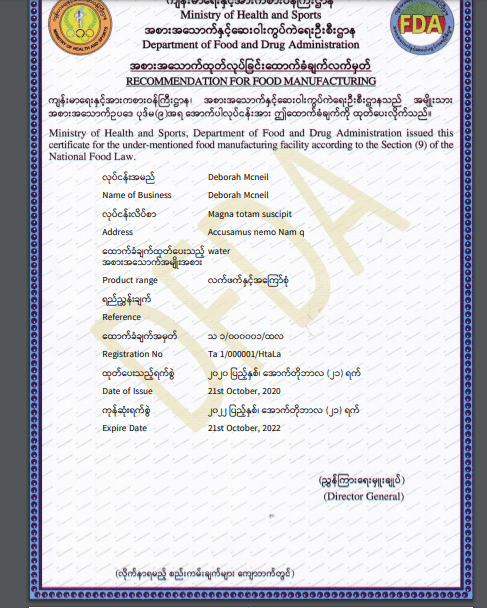 ကျန်းမာရေးနှင့်အားကစားဝန်ကြီးဌာန
Ministry of Health and Sports
အစားအသောက်နှင့်ဆေးဝါးကွပ်ကဲရေးဦးစီးဌာန
Department of Food and Drug Administration
အစားအသောက်ထုတ်လုပ်ခြင်းထောက်ခံချက်လက်မှတ်
RECOMMENDATION FOR FOOD MANUFACTURING
ကျန်းမာရေးနှင့်အားကစားဝန်ကြီးဌာန၊ အစားအသောက်နှင့်ဆေးဝါးကွပ်ကဲရေးဦးစီးဌာနသည် အမျိုးသား
အစားအသောက်ဥပဒေ ပုဒ်မ(၉)အရ အောက်ပါလုပ်ငန်းအား ဤထောက်ခံချက်ကို ထုတ်ပေးလိုက်သည်။
Ministry of Health and Sports, Department of Food and Drug Administration issued this
certificate for the under-mentioned food manufacturing facility according to the Section (9) of the
National Food Law.
လုပ်ငန်းအမည် Deborah Mcneil
Name of Business Deborah Mcneil
လုပ်ငန်းလိပ်စာ Magna totam suscipit
Address Accusamus nemo Nam q
ထောက်ခံချက်ထုတ်ပေးသည့် water
အစားအသောက်အမျိုးအစား
Product range လက်ဖက်နှင့်အကြော်စုံ
ရည်ညွှန်းချက်
Reference
ထောက်ခံချက်အမှတ် သ ၁/၀၀၀၀၀၁/ထလ
Registration No Ta 1/000001/HtaLa
ထုတ်ပေးသည့်ရက်စွဲ ၂၀၂၀ ပြည့်နှစ်၊ အောက်တိုဘာလ (၂၁) ရက်
Date of Issue 21st October, 2020
ကုန်ဆုံးရက်စွဲ ၂၀၂၂ ပြည့်နှစ်၊ အောက်တိုဘာလ (၂၁) ရက်
Expire Date 21st October, 2022
(ညွှန်ကြားရေးမှူးချုပ်)
(Director General)
(လိုက်နာရမည့် စည်းကမ်းချက်များ ကျောဘက်တွင်)
FDA
DFDA